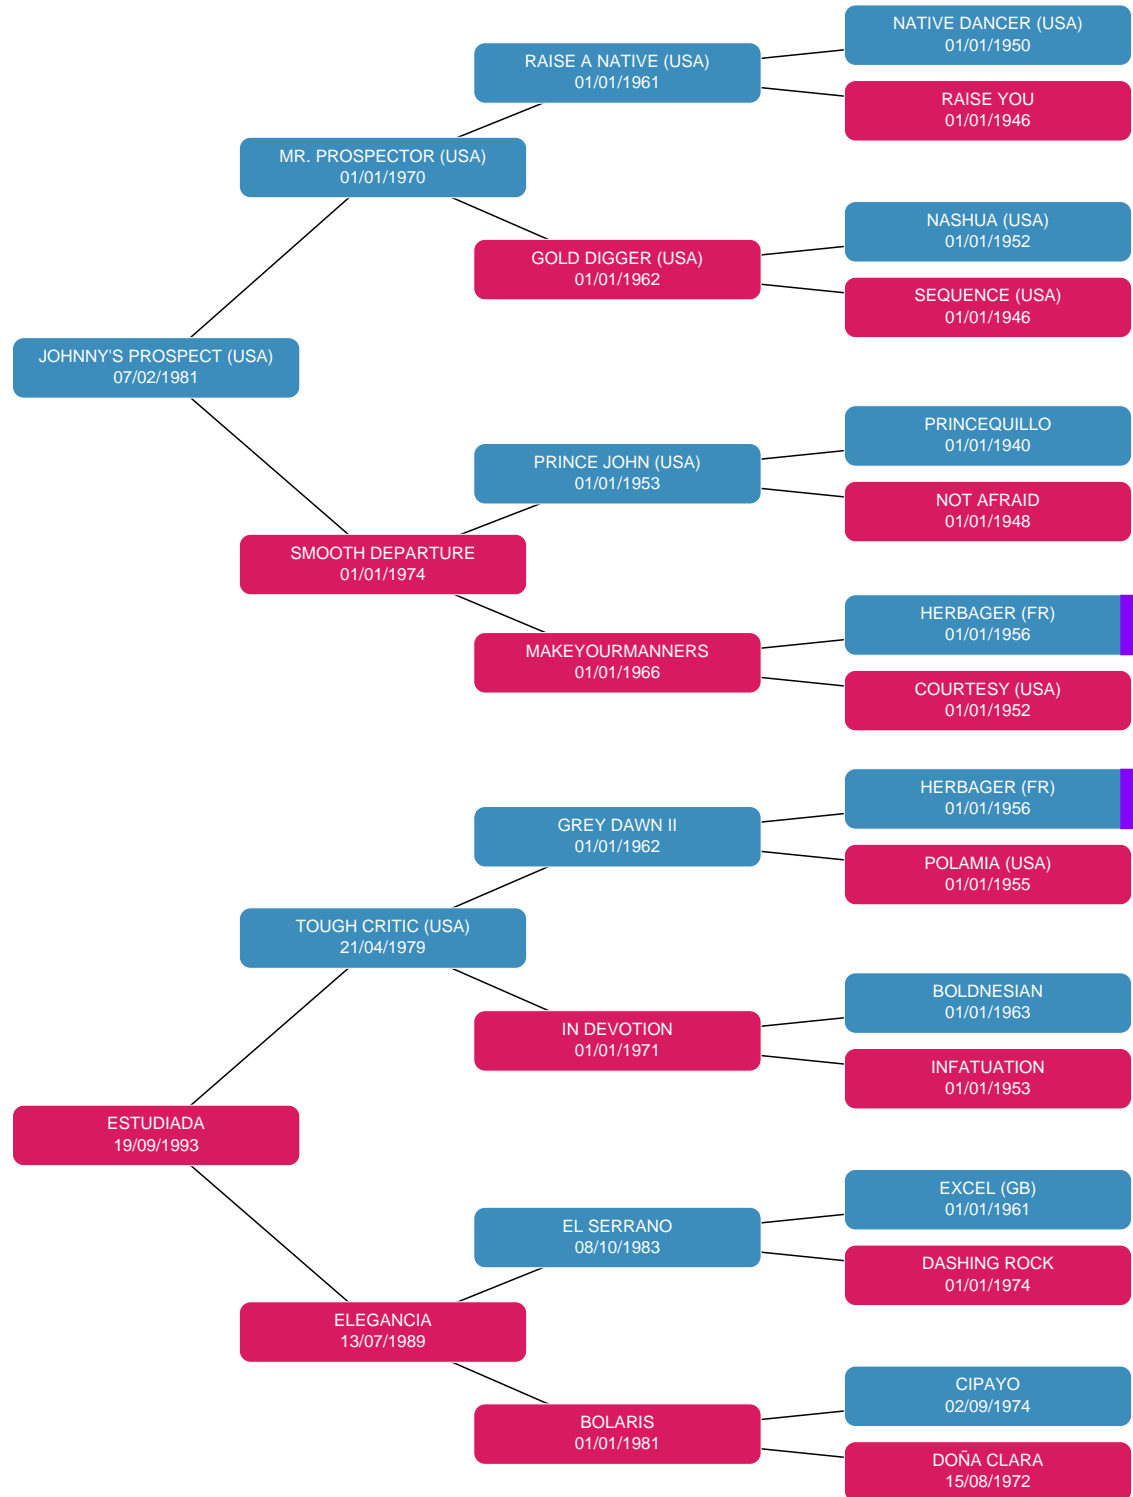 NATIVE DANCER (USA)
01/01/1950
RAISE A NATIVE (USA)
01/01/1961
RAISE YOU
01/01/1946
MR. PROSPECTOR (USA)
01/01/1970
NASHUA (USA)
01/01/1952
GOLD DIGGER (USA)
01/01/1962
SEQUENCE (USA)
01/01/1946
JOHNNY'S PROSPECT (USA)
07/02/1981
PRINCEQUILLO
01/01/1940
PRINCE JOHN (USA)
01/01/1953
NOT AFRAID
01/01/1948
SMOOTH DEPARTURE
01/01/1974
HERBAGER (FR)
01/01/1956
MAKEYOURMANNERS
01/01/1966
COURTESY (USA)
01/01/1952
HERBAGER (FR)
01/01/1956
GREY DAWN II
01/01/1962
POLAMIA (USA)
01/01/1955
TOUGH CRITIC (USA)
21/04/1979
BOLDNESIAN
01/01/1963
IN DEVOTION
01/01/1971
INFATUATION
01/01/1953
ESTUDIADA
19/09/1993
EXCEL (GB)
01/01/1961
EL SERRANO
08/10/1983
DASHING ROCK
01/01/1974
ELEGANCIA
13/07/1989
CIPAYO
02/09/1974
BOLARIS
01/01/1981
DOÑA CLARA
15/08/1972